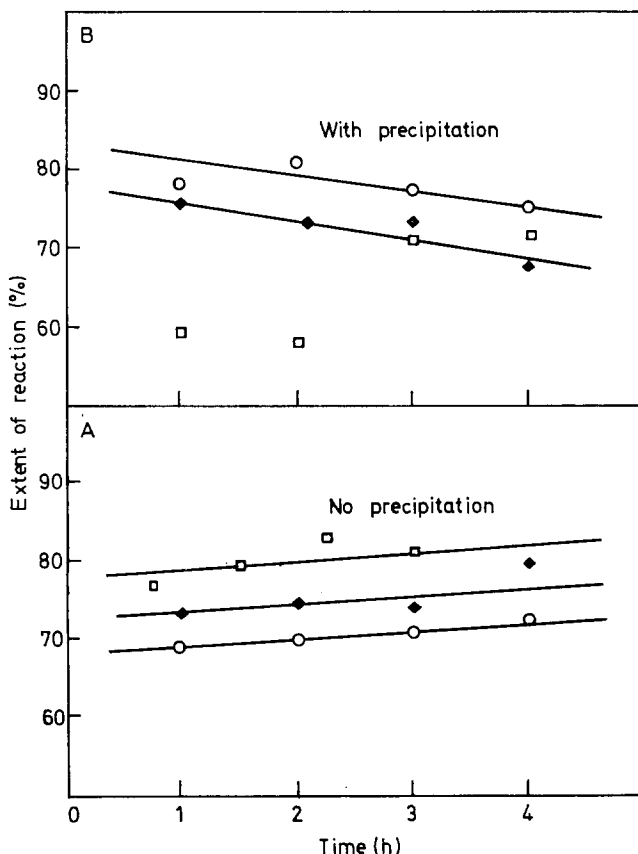 B
With precipitation
90
80
70
60
Extent of reaction (%)
A
No precipitation
90
80
70
60
0 1 2 3 4
Time (h)